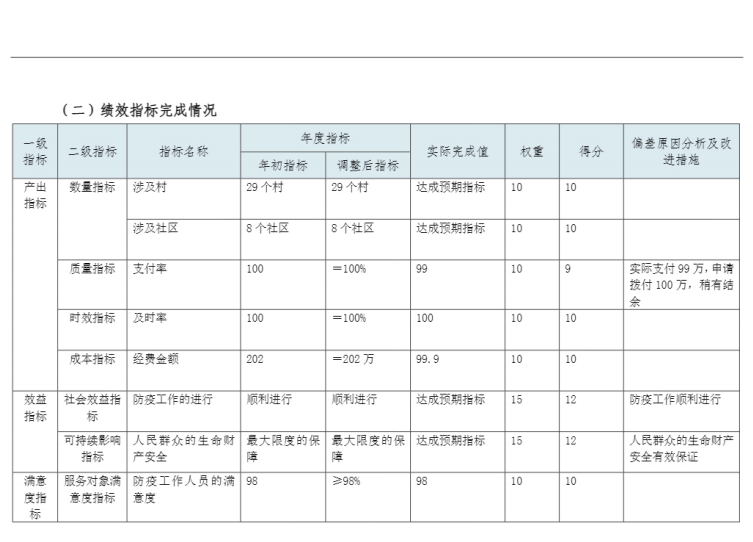 （二）绩效指标完成情况
一级指标 二级指标 指标名称 年度指标 实际完成值 权重 得分 偏差原因分析及改进措施
年初指标 调整后指标
产出指标 数量指标 涉及村 29个村 29个村 达成预期指标 10 10
涉及社区 8个社区 8个社区 达成预期指标 10 10
质量指标 支付率 100 ＝100% 99 10 9 实际支付99万，申请拨付100万，稍有结余
时效指标 及时率 100 ＝100% 100 10 10
成本指标 经费金额 202 ＝202万 99.9 10 10
效益指标 社会效益指标 防疫工作的进行 顺利进行 顺利进行 达成预期指标 15 12 防疫工作顺利进行
可持续影响指标 人民群众的生命财产安全 最大限度的保障 最大限度的保障 达成预期指标 15 12 人民群众的生命财产安全有效保证
满意度指标 服务对象满意度指标 防疫工作人员的满意度 98 ≥98% 98 10 10